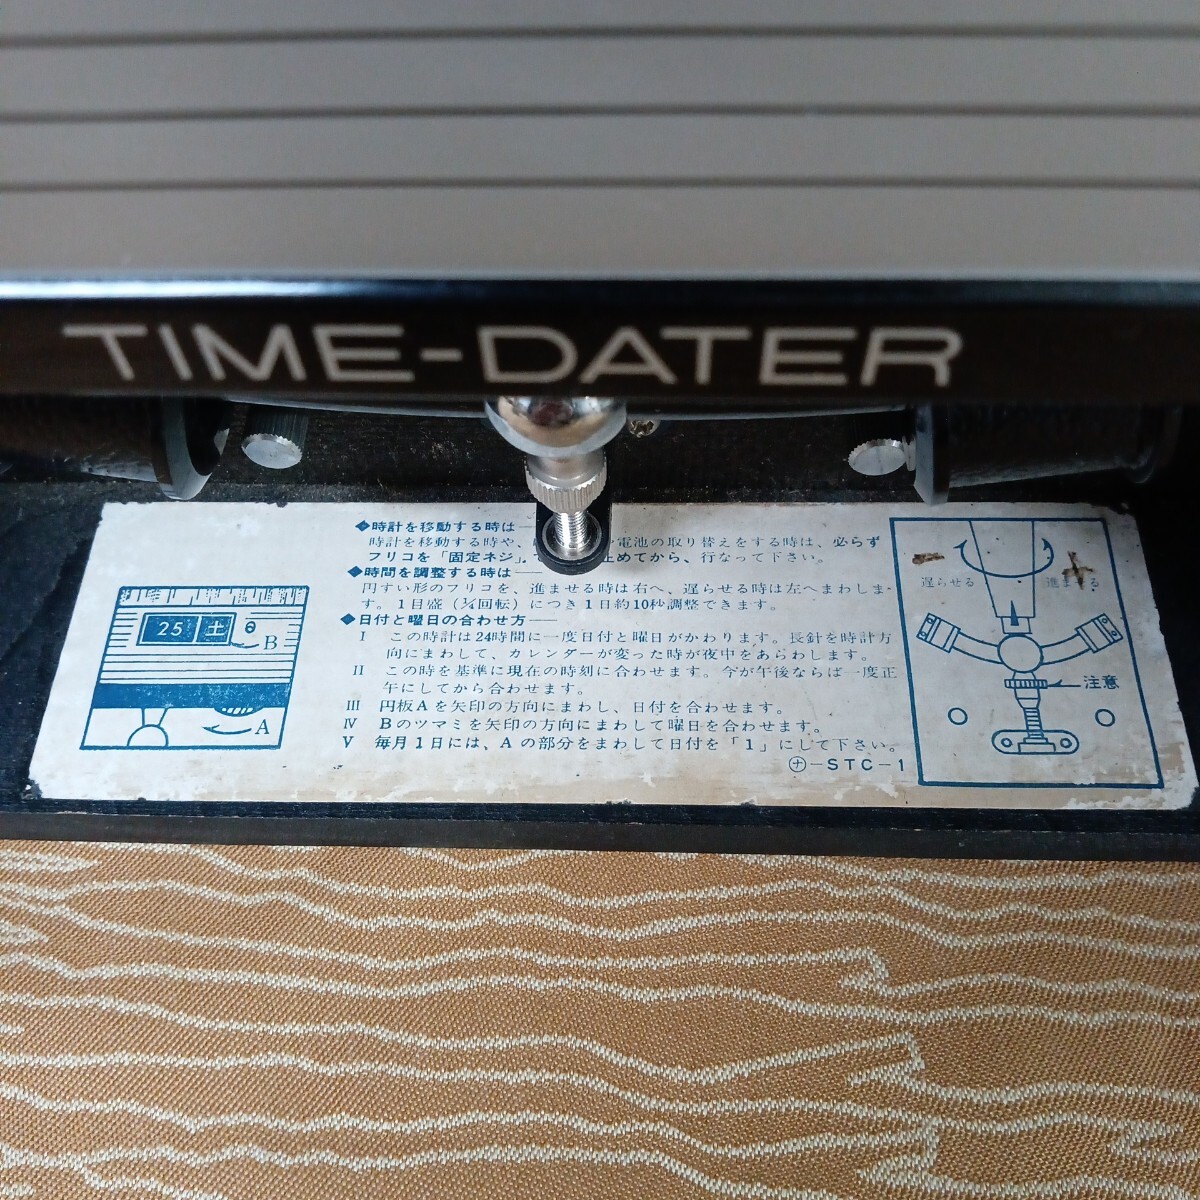 TIME-DATER
◆時計を移動する時は―
時計を移動する時や、電池の取り替えをする時は、必らず
フリコを「固定ネジ」 止めてから、行なって下さい。
◆時間を調整する時は―
円すい形のフリコを、進ませる時は右へ、遅らせる時は左へまわしま
す。1目盛(¼回転)につき1日約10秒調整できます。
◆日付と曜日の合わせ方―
I この時計は24時間に一度日付と曜日がかわります。長針を時計方
向にまわして、カレンダーが変った時が夜中をあらわします。
II この時を基準に現在の時刻に合わせます。今が午後ならば一度正
午にしてから合わせます。
III 円板Aを矢印の方向にまわし、日付を合わせます。
IV Bのツマミを矢印の方向にまわして曜日を合わせます。
V 毎月1日には、Aの部分をまわして日付を「1」にして下さい。
ナ-STC-1
25 土
B
A
遅らせる 進ませる
注意